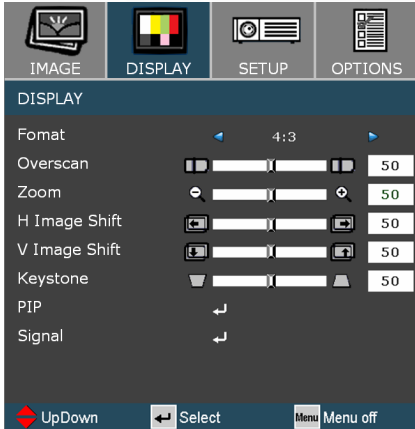 IMAGE DISPLAY SETUP OPTIONS
DISPLAY
Fomat 4:3
Overscan 50
Zoom 50
H Image Shift 50
V Image Shift 50
Keystone 50
PIP
Signal
UpDown Select Menu Menu off